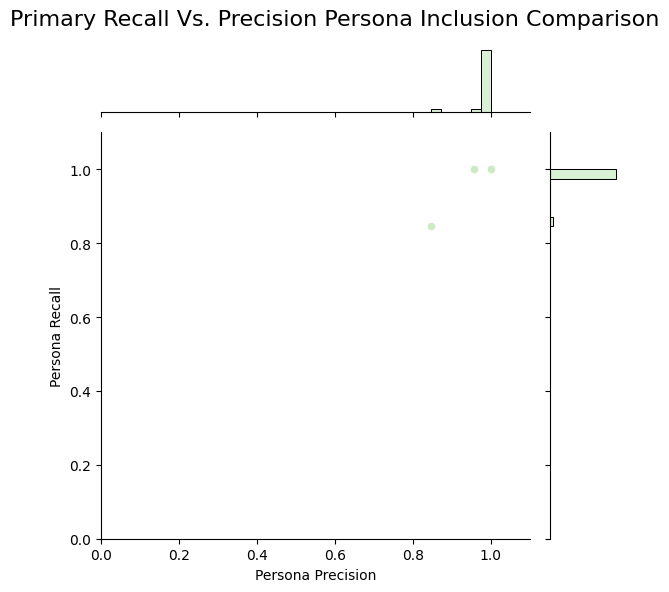 Primary Recall Vs. Precision Persona Inclusion Comparison
1.0
0.8
0.6
0.4
0.2
0.0
Persona Recall
0.0 0.2 0.4 0.6 0.8 1.0
Persona Precision